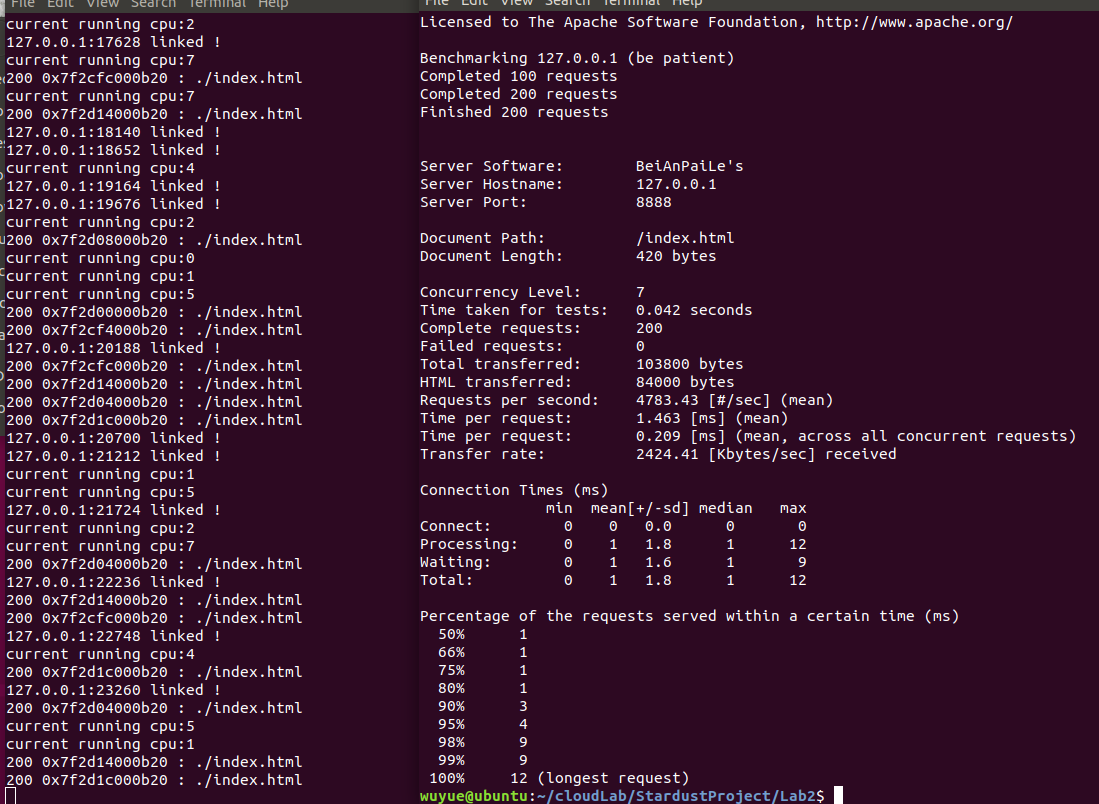 File Edit View Search Terminal Help
current running cpu:2
127.0.0.1:17628 linked !
current running cpu:7
200 0x7f2cfc000b20 : ./index.html
current running cpu:7
200 0x7f2d14000b20 : ./index.html
127.0.0.1:18140 linked !
127.0.0.1:18652 linked !
current running cpu:4
127.0.0.1:19164 linked !
127.0.0.1:19676 linked !
current running cpu:2
200 0x7f2d08000b20 : ./index.html
current running cpu:0
current running cpu:1
current running cpu:5
200 0x7f2d00000b20 : ./index.html
200 0x7f2cf4000b20 : ./index.html
127.0.0.1:20188 linked !
200 0x7f2cfc000b20 : ./index.html
200 0x7f2d14000b20 : ./index.html
200 0x7f2d04000b20 : ./index.html
200 0x7f2d1c000b20 : ./index.html
127.0.0.1:20700 linked !
127.0.0.1:21212 linked !
current running cpu:1
current running cpu:5
127.0.0.1:21724 linked !
current running cpu:2
current running cpu:7
200 0x7f2d04000b20 : ./index.html
127.0.0.1:22236 linked !
200 0x7f2d14000b20 : ./index.html
200 0x7f2cfc000b20 : ./index.html
127.0.0.1:22748 linked !
current running cpu:4
200 0x7f2d1c000b20 : ./index.html
127.0.0.1:23260 linked !
200 0x7f2d04000b20 : ./index.html
current running cpu:5
current running cpu:1
200 0x7f2d14000b20 : ./index.html
200 0x7f2d1c000b20 : ./index.html
File Edit View Search Terminal Help
Licensed to The Apache Software Foundation, http://www.apache.org/
Benchmarking 127.0.0.1 (be patient)
Completed 100 requests
Completed 200 requests
Finished 200 requests
Server Software: BeiAnPaiLe's
Server Hostname: 127.0.0.1
Server Port: 8888
Document Path: /index.html
Document Length: 420 bytes
Concurrency Level: 7
Time taken for tests: 0.042 seconds
Complete requests: 200
Failed requests: 0
Total transferred: 103800 bytes
HTML transferred: 84000 bytes
Requests per second: 4783.43 [#/sec] (mean)
Time per request: 1.463 [ms] (mean)
Time per request: 0.209 [ms] (mean, across all concurrent requests)
Transfer rate: 2424.41 [Kbytes/sec] received
Connection Times (ms)
min mean[+/-sd] median max
Connect: 0 0 0.0 0 0
Processing: 0 1 1.8 1 12
Waiting: 0 1 1.6 1 9
Total: 0 1 1.8 1 12
Percentage of the requests served within a certain time (ms)
50% 1
66% 1
75% 1
80% 1
90% 3
95% 4
98% 9
99% 9
100% 12 (longest request)
wuyue@ubuntu:~/cloudLab/StardustProject/Lab2$